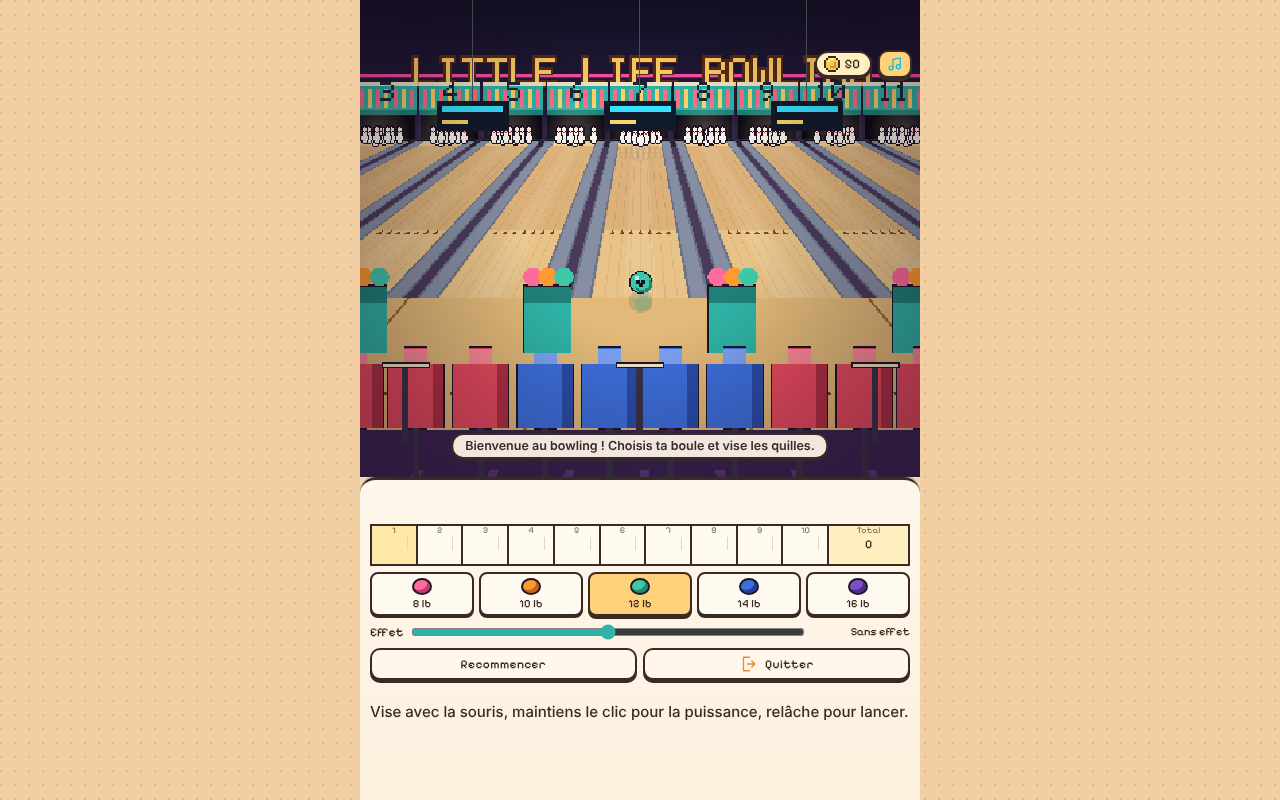 LITTLE LIFE BOWL
80
3 4 5 6 7 8 9 10 11
Bienvenue au bowling ! Choisis ta boule et vise les quilles.
1 2 3 4 5 6 7 8 9 10 Total
0
8 lb 10 lb 12 lb 14 lb 16 lb
Effet Sans effet
Recommencer Quitter
Vise avec la souris, maintiens le clic pour la puissance, relâche pour lancer.